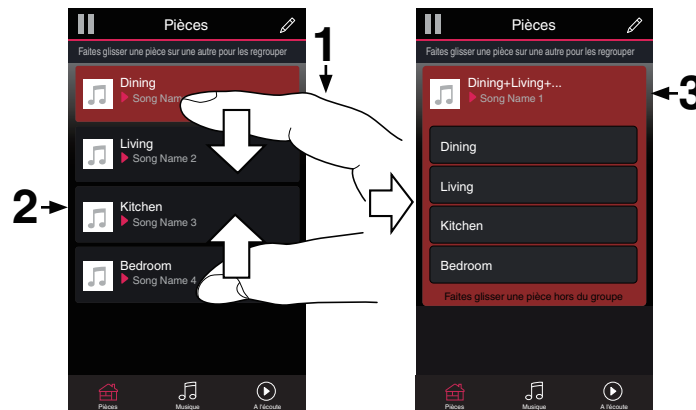 Pièces
Faites glisser une pièce sur une autre pour les regrouper
1
Dining
Song Nam
Living
Song Name 2
2
Kitchen
Song Name 3
Bedroom
Song Name 4
Pièces
Musique
A l'écoute
Pièces
Faites glisser une pièce sur une autre pour les regrouper
Dining+Living+...
Song Name 1
3
Dining
Living
Kitchen
Bedroom
Faites glisser une pièce hors du groupe
Pièces
Musique
A l'écoute